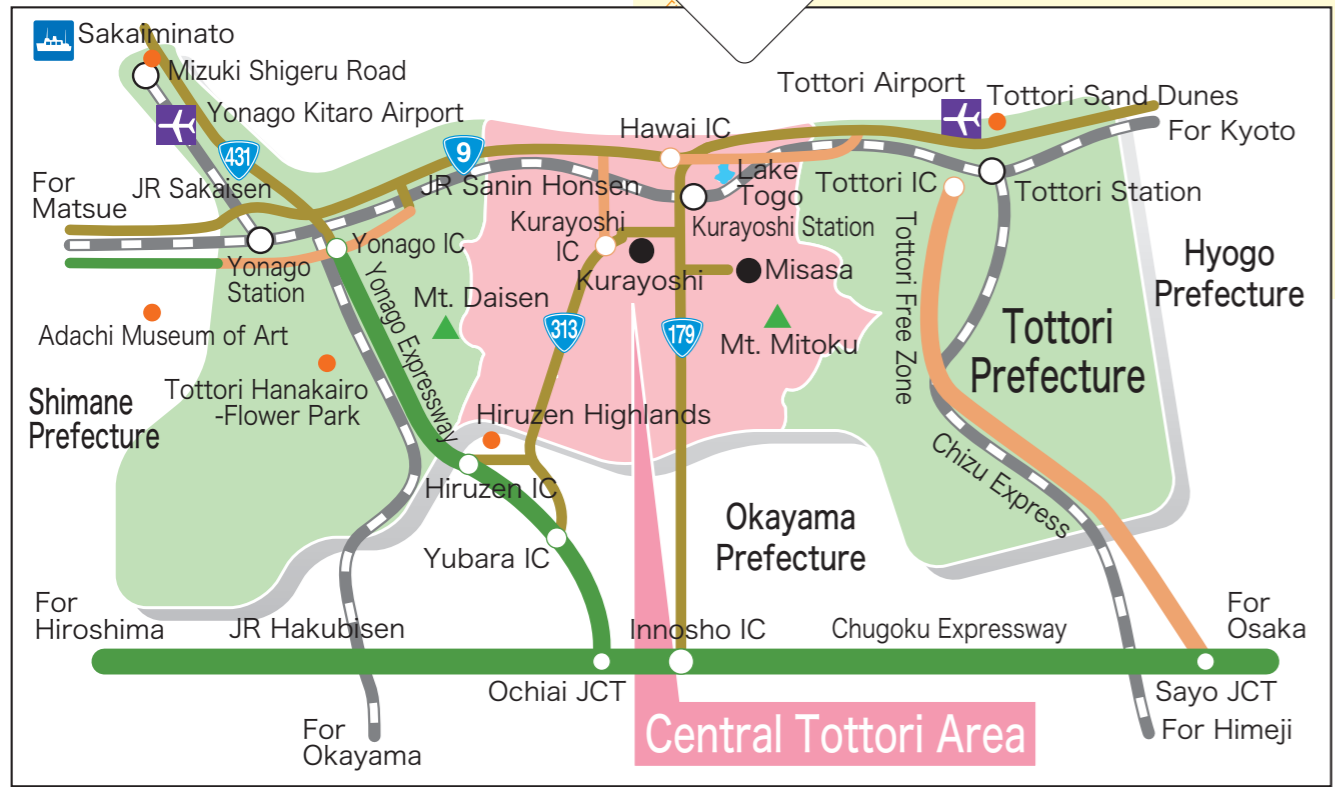 Sakaiminato
Mizuki Shigeru Road
Yonago Kitaro Airport
431
9
For
Matsue
JR Sakaisen
JR Sanin Honsen
Hawai IC
Tottori Airport
Tottori Sand Dunes
For Kyoto
Lake
Togo
Tottori IC
Tottori Station
Kurayoshi
IC
Kurayoshi Station
Yonago IC
Yonago
Station
Kurayoshi
Misasa
Hyogo
Prefecture
Mt. Daisen
Yonago Expressway
313
179
Mt. Mitoku
Tottori Free Zone
Tottori
Prefecture
Adachi Museum of Art
Tottori Hanakairo
-Flower Park
Shimane
Prefecture
Hiruzen Highlands
Hiruzen IC
Chizu Express
Okayama
Prefecture
Yubara IC
For
Hiroshima
JR Hakubisen
Innosho IC
Chugoku Expressway
For
Osaka
Ochiai JCT
Sayo JCT
For
Okayama
Central Tottori Area
For Himeji